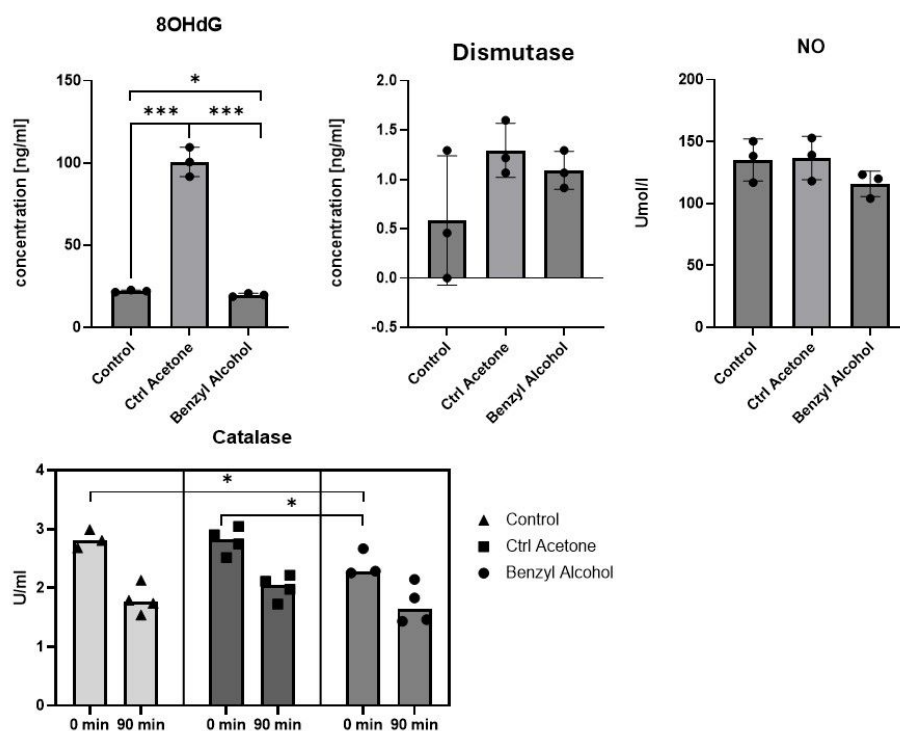 8OHdG
concentration [ng/ml]
150
100
50
0
*
*** ***
Control
Ctrl Acetone
Benzyl Alcohol
Dismutase
concentration [ng/ml]
2.0
1.5
1.0
0.5
0.0
-0.5
Control
Ctrl Acetone
Benzyl Alcohol
NO
Umol/l
200
150
100
50
0
Control
Ctrl Acetone
Benzyl Alcohol
Catalase
U/ml
4
3
2
1
0
*
*
0 min 90 min 0 min 90 min 0 min 90 min
Control
Ctrl Acetone
Benzyl Alcohol